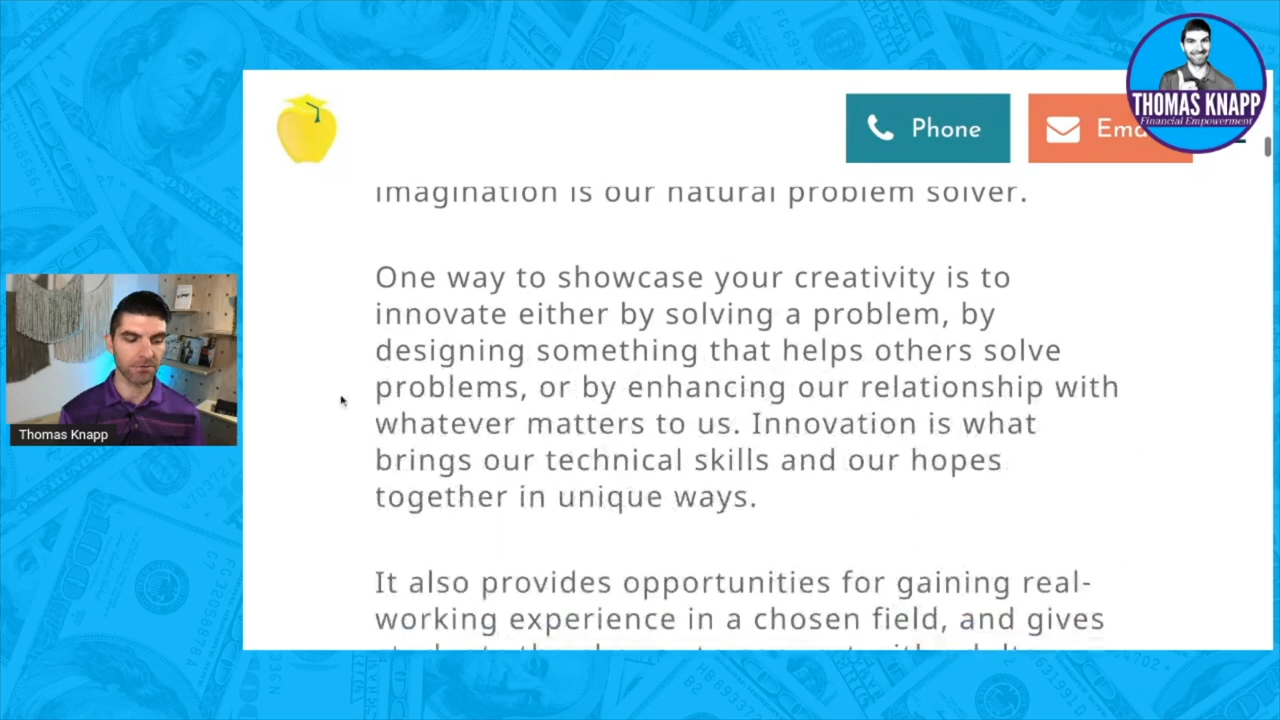 THOMAS KNAPP
Financial Empowerment
Phone
imagination is our natural problem solver.
One way to showcase your creativity is to
innovate either by solving a problem, by
designing something that helps others solve
problems, or by enhancing our relationship with
whatever matters to us. Innovation is what
brings our technical skills and our hopes
together in unique ways.
It also provides opportunities for gaining real-
working experience in a chosen field, and gives
Thomas Knapp